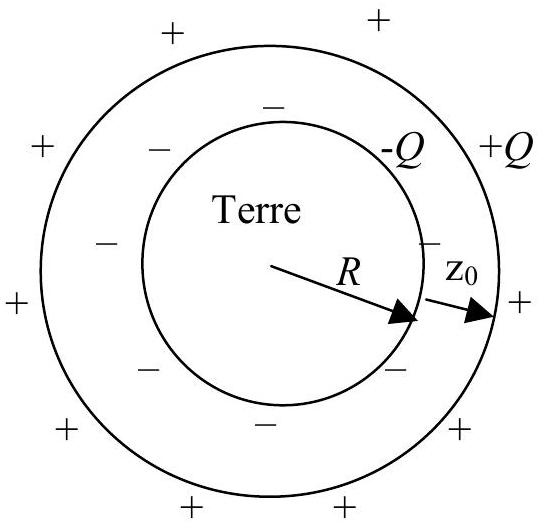 + +
−
+ − -Q +Q
Terre
− −
R z₀
+ +
− −
+ − +
+ +